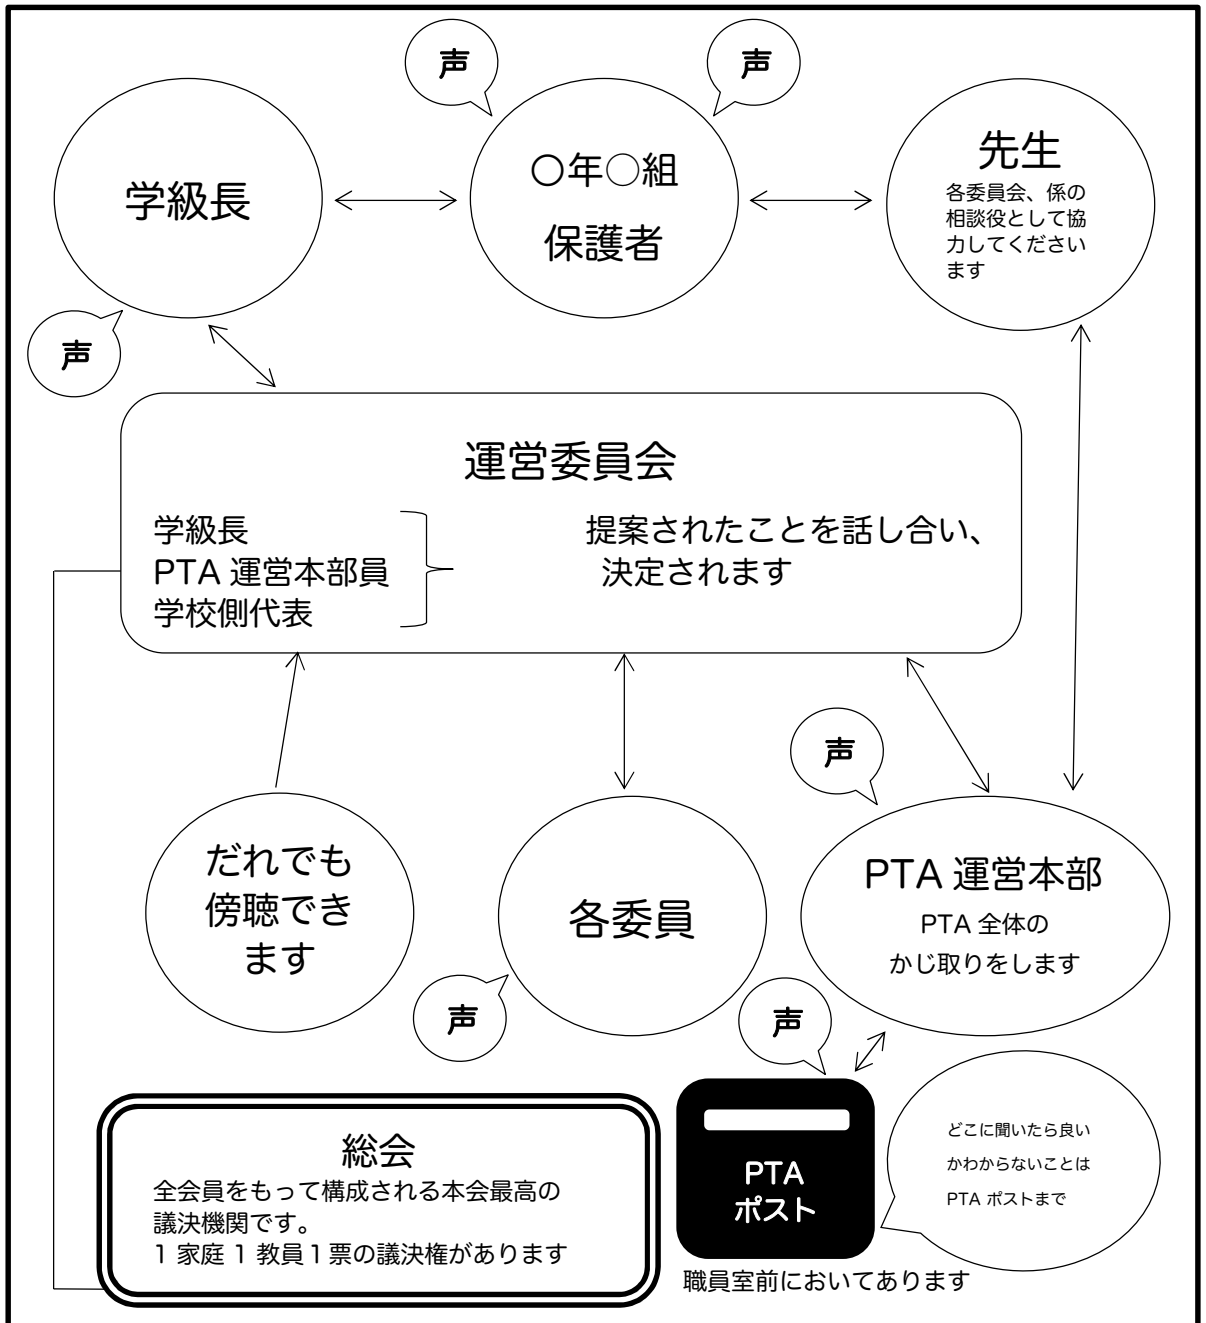 声
声
学級長
〇年〇組
保護者
先生
各委員会、係の
相談役として協
力してください
ます
声
運営委員会
学級長
PTA 運営本部員
学校側代表
提案されたことを話し合い、
決定されます
声
だれでも
傍聴でき
ます
各委員
PTA 運営本部
PTA 全体の
かじ取りをします
声
声
総会
全会員をもって構成される本会最高の
議決機関です。
1 家庭 1 教員1票の議決権があります
PTA
ポスト
職員室前においてあります
どこに聞いたら良い
かわからないことは
PTA ポストまで